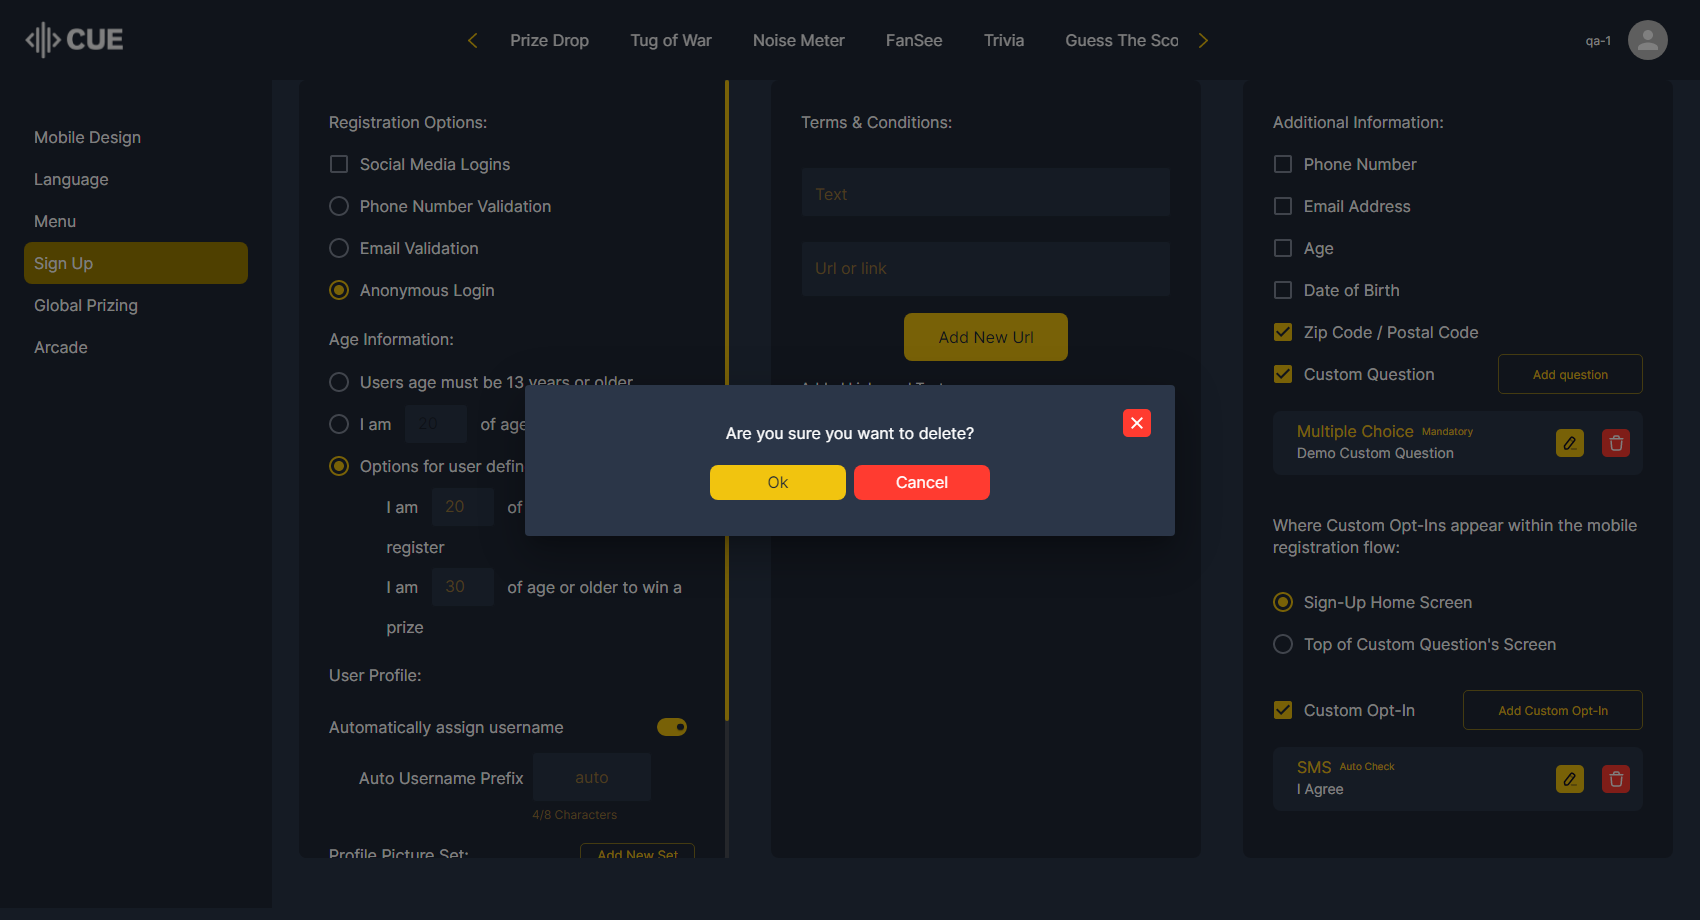 CUE
Prize Drop
Tug of War
Noise Meter
FanSee
Trivia
Guess The Sco
qa-1
Mobile Design
Language
Menu
Sign Up
Global Prizing
Arcade
Registration Options:
Social Media Logins
Phone Number Validation
Email Validation
Anonymous Login
Age Information:
Users age must be 13 years or older
I am 20 of age
Options for user defin
I am 20 of
register
I am 30 of age or older to win a
prize
User Profile:
Automatically assign username
Auto Username Prefix auto
4/8 Characters
Profile Picture Set:
Add New Set
Terms & Conditions:
Text
Url or link
Add New Url
Are you sure you want to delete?
Ok
Cancel
Additional Information:
Phone Number
Email Address
Age
Date of Birth
Zip Code / Postal Code
Custom Question
Add question
Multiple Choice Mandatory
Demo Custom Question
Where Custom Opt-Ins appear within the mobile
registration flow:
Sign-Up Home Screen
Top of Custom Question's Screen
Custom Opt-In
Add Custom Opt-In
SMS Auto Check
I Agree